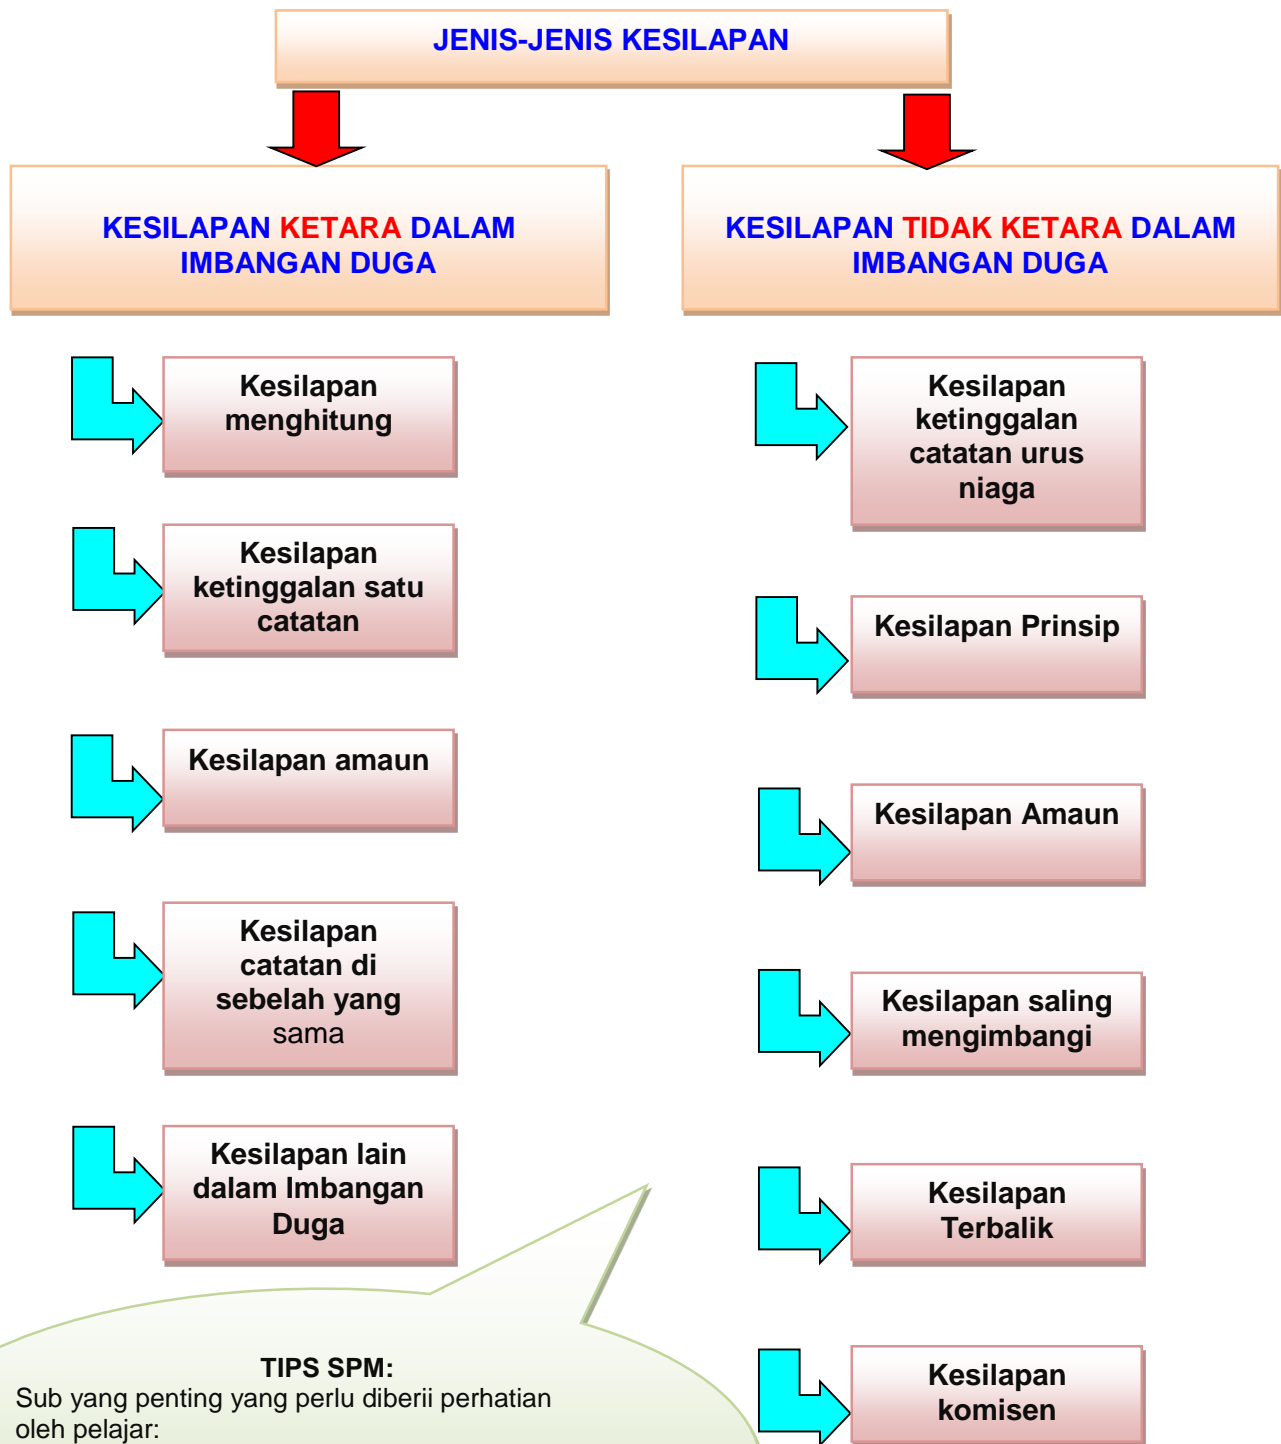 JENIS-JENIS KESILAPAN
KESILAPAN KETARA DALAM
IMBANGAN DUGA
Kesilapan
menghitung
Kesilapan
ketinggalan satu
catatan
Kesilapan amaun
Kesilapan
catatan di
sebelah yang
sama
Kesilapan lain
dalam Imbangan
Duga
KESILAPAN TIDAK KETARA DALAM
IMBANGAN DUGA
Kesilapan
ketinggalan
catatan urus
niaga
Kesilapan Prinsip
Kesilapan Amaun
Kesilapan saling
mengimbangi
Kesilapan
Terbalik
Kesilapan
komisen
TIPS SPM:
Sub yang penting yang perlu diberii perhatian
oleh pelajar: